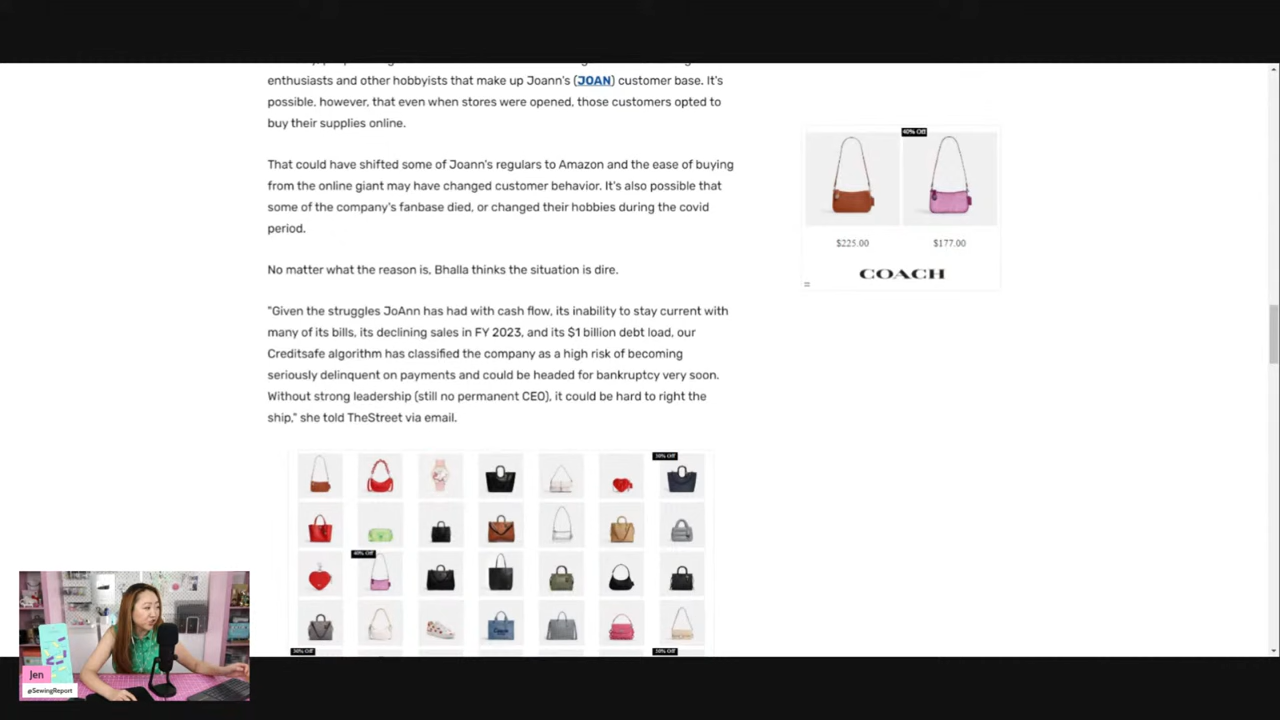 enthusiasts and other hobbyists that make up Joann's (JOAN) customer base. It's
possible, however, that even when stores were opened, those customers opted to
buy their supplies online.
That could have shifted some of Joann's regulars to Amazon and the ease of buying
from the online giant may have changed customer behavior. It's also possible that
some of the company's fanbase died, or changed their hobbies during the covid
period.
No matter what the reason is, Bhalla thinks the situation is dire.
"Given the struggles JoAnn has had with cash flow, its inability to stay current with
many of its bills, its declining sales in FY 2023, and its $1 billion debt load, our
Creditsafe algorithm has classified the company as a high risk of becoming
seriously delinquent on payments and could be headed for bankruptcy very soon.
Without strong leadership (still no permanent CEO), it could be hard to right the
ship," she told TheStreet via email.
40% Off
$225.00 $177.00
COACH
40% Off
Jen
@SewingReport